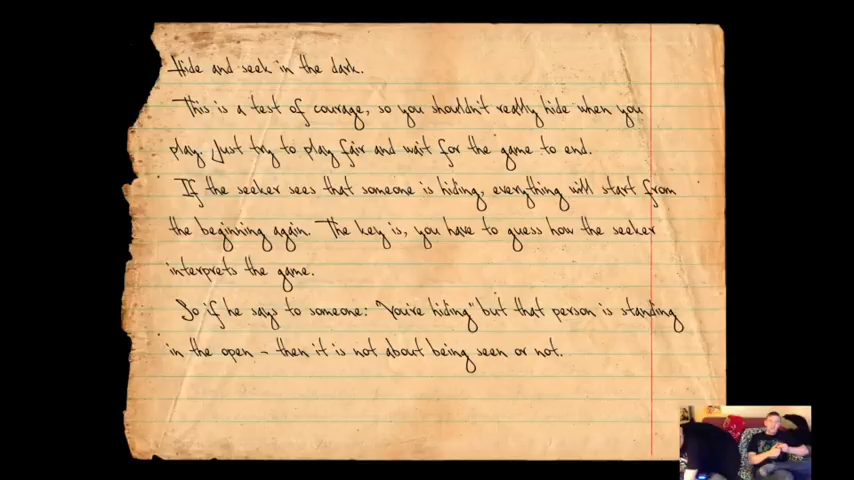 Hide and seek in the dark.
This is a test of courage, so you shouldn't really hide when you
play. Just try to play fair and wait for the game to end.
If the seeker sees that someone is hiding, everything will start from
the beginning again. The key is, you have to guess how the seeker
interprets the game.
So if he says to someone: "You're hiding" but that person is standing
in the open - then it is not about being seen or not.